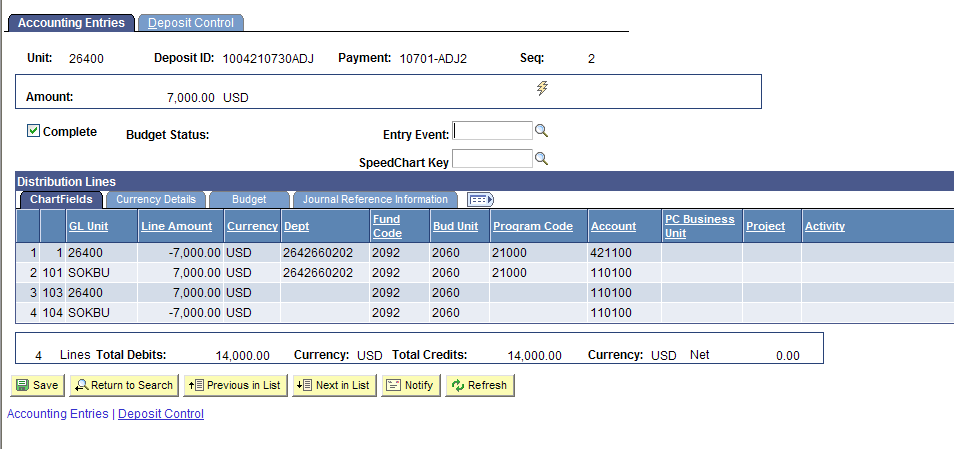 Accounting Entries Deposit Control
Unit: 26400 Deposit ID: 1004210730ADJ Payment: 10701-ADJ2 Seq: 2
Amount: 7,000.00 USD
Complete Budget Status: Entry Event:
SpeedChart Key
Distribution Lines
ChartFields Currency Details Budget Journal Reference Information
GL Unit Line Amount Currency Dept Fund Code Bud Unit Program Code Account PC Business Unit Project Activity
1 1 26400 -7,000.00 USD 2642660202 2092 2060 21000 421100
2 101 SOKBU 7,000.00 USD 2642660202 2092 2060 21000 110100
3 103 26400 7,000.00 USD 2092 2060 110100
4 104 SOKBU -7,000.00 USD 2092 2060 110100
4 Lines Total Debits: 14,000.00 Currency: USD Total Credits: 14,000.00 Currency: USD Net 0.00
Save Return to Search Previous in List Next in List Notify Refresh
Accounting Entries | Deposit Control